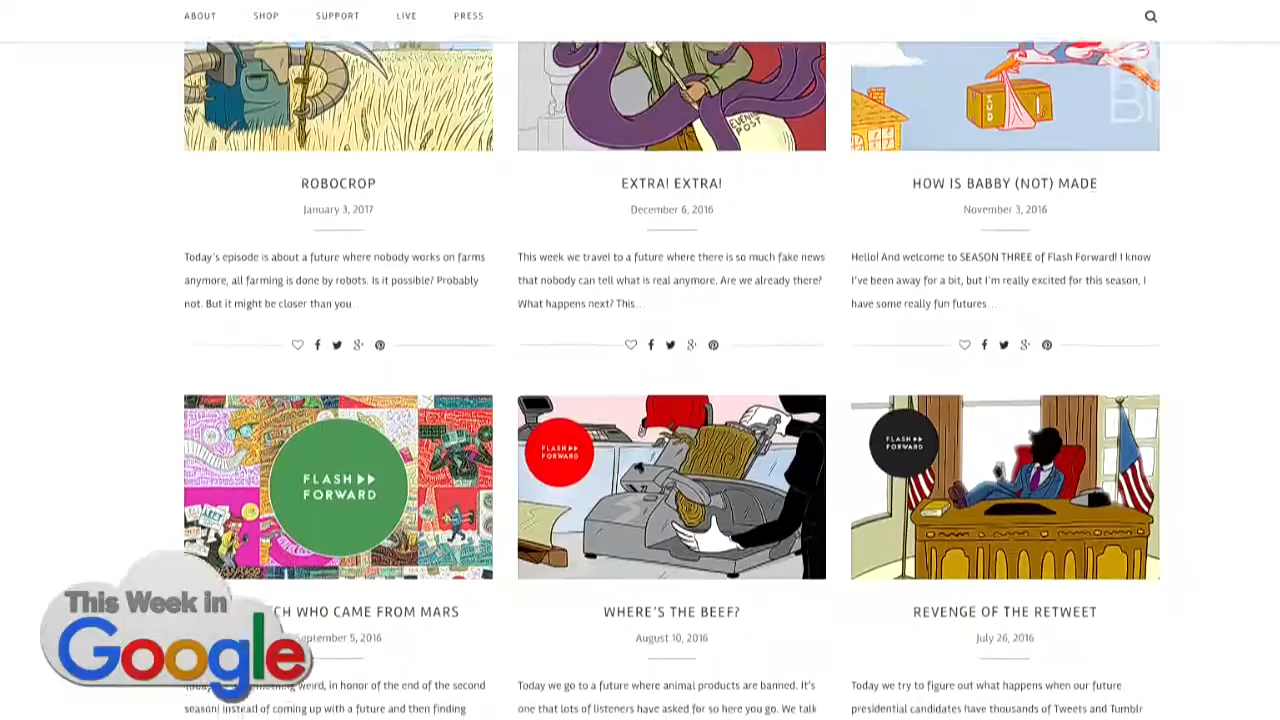 ABOUT SHOP SUPPORT LIVE PRESS
EVENING
POST
ROBOCROP
January 3, 2017
Today's episode is about a future where nobody works on farms
anymore, all farming is done by robots. Is it possible? Probably
not. But it might be closer than you...
EXTRA! EXTRA!
December 6, 2016
This week we travel to a future where there is so much fake news
that nobody can tell what is real anymore. Are we already there?
What happens next? This...
HOW IS BABBY (NOT) MADE
November 3, 2016
Hello! And welcome to SEASON THREE of Flash Forward! I know
I've been away for a bit, but I'm really excited for this season, I
have some really fun futures...
FLASH
FORWARD
CH WHO CAME FROM MARS
September 5, 2016
weird, in honor of the end of the second
season! Instead of coming up with a future and then finding
FLASH
FORWARD
WHERE'S THE BEEF?
August 10, 2016
Today we go to a future where animal products are banned. It's
one that lots of listeners have asked for so here you go. We talk
FLASH
FORWARD
REVENGE OF THE RETWEET
July 26, 2016
Today we try to figure out what happens when our future
presidential candidates have thousands of Tweets and Tumblr
This Week in
Google